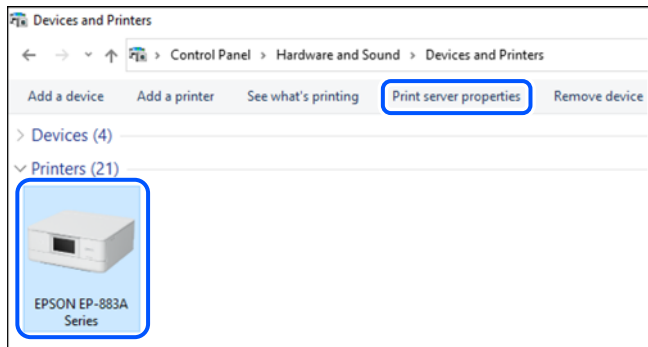 Devices and Printers
Control Panel > Hardware and Sound > Devices and Printers
Add a device Add a printer See what's printing Print server properties Remove device
Devices (4)
Printers (21)
EPSON EP-883A
Series